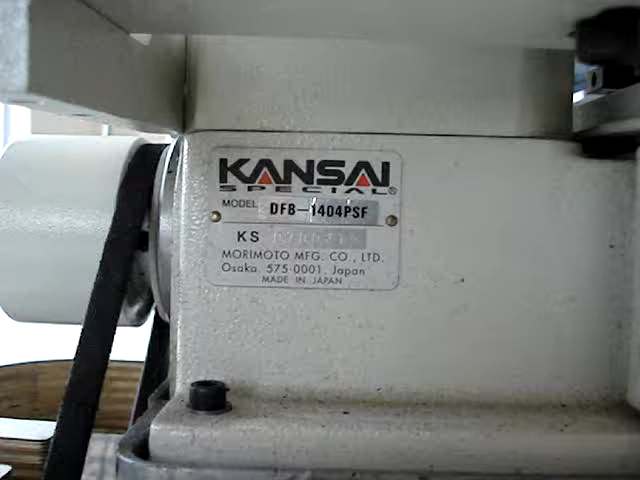 KANSAI
SPECIAL®
MODEL DFB-1404PSF
KS
MORIMOTO MFG. CO., LTD.
Osaka. 575-0001, Japan
MADE IN JAPAN